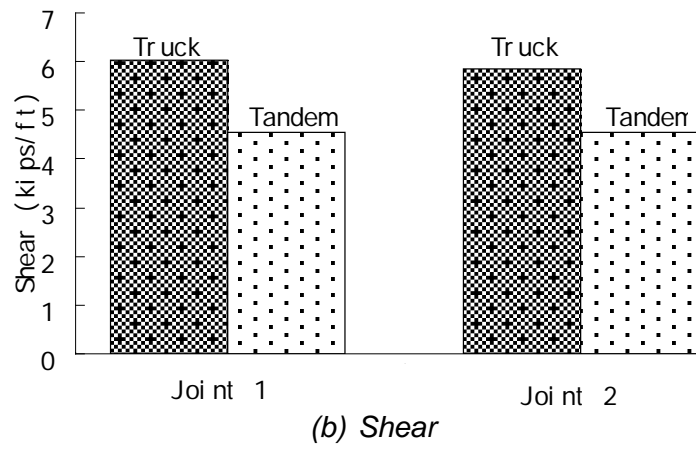 7
Truck Truck
6
5
Tandem Tandem
4
3
2
1
0
Shear (kips/ft)
Joint 1 Joint 2
(b) Shear